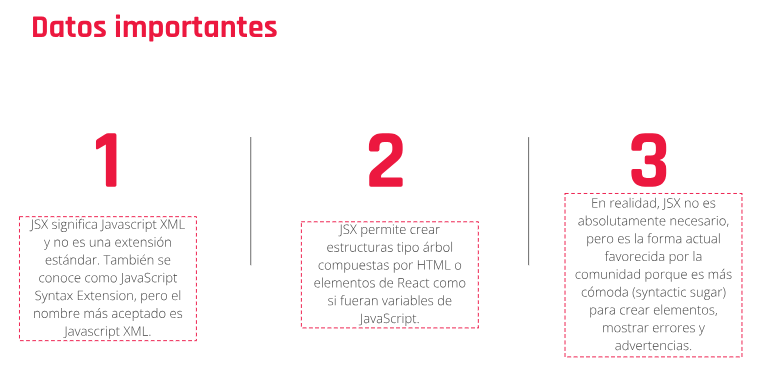 Datos importantes
1
JSX significa Javascript XML
y no es una extensión
estándar. También se
conoce como JavaScript
Syntax Extension, pero el
nombre más aceptado es
Javascript XML.
2
JSX permite crear
estructuras tipo árbol
compuestas por HTML o
elementos de React como
si fueran variables de
JavaScript.
3
En realidad, JSX no es
absolutamente necesario,
pero es la forma actual
favorecida por la
comunidad porque es más
cómoda (syntactic sugar)
para crear elementos,
mostrar errores y
advertencias.